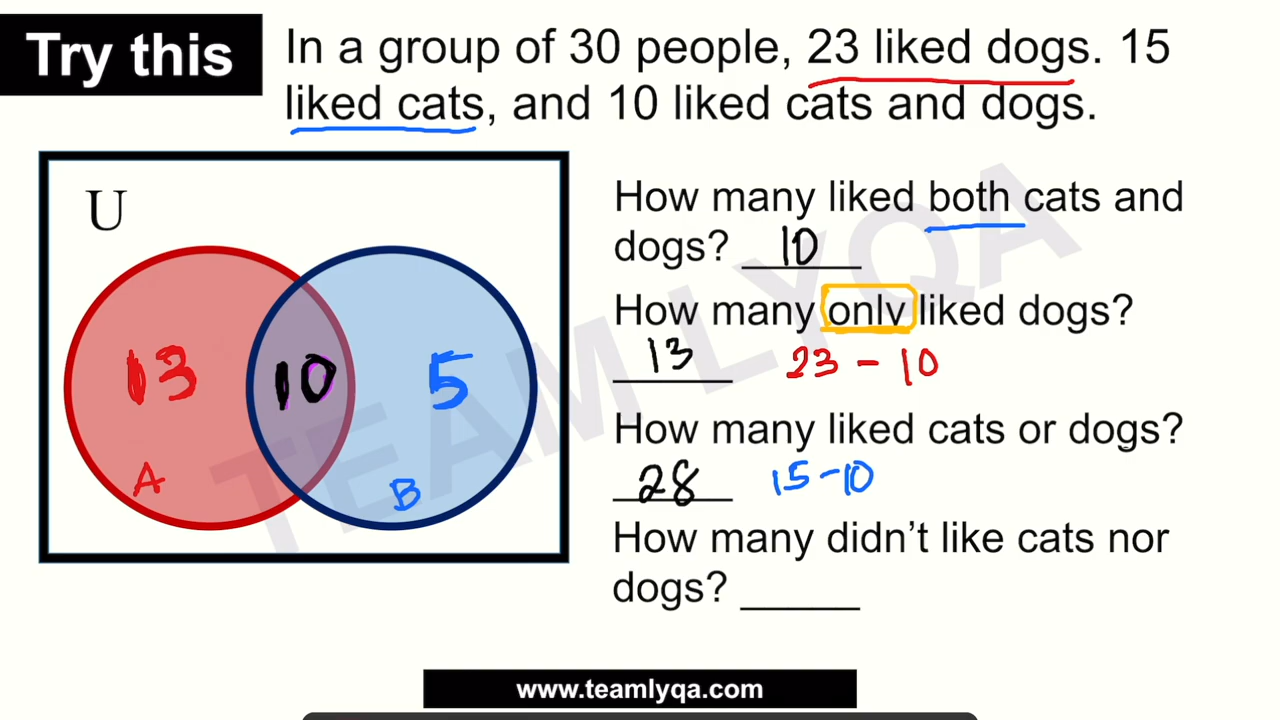 Try this
In a group of 30 people, 23 liked dogs. 15
liked cats, and 10 liked cats and dogs.
U
13
10
5
A
B
How many liked both cats and
dogs? 10
How many only liked dogs?
13 23 - 10
How many liked cats or dogs?
28 15-10
How many didn't like cats nor
dogs? ______
TEAM LYQA
www.teamlyqa.com